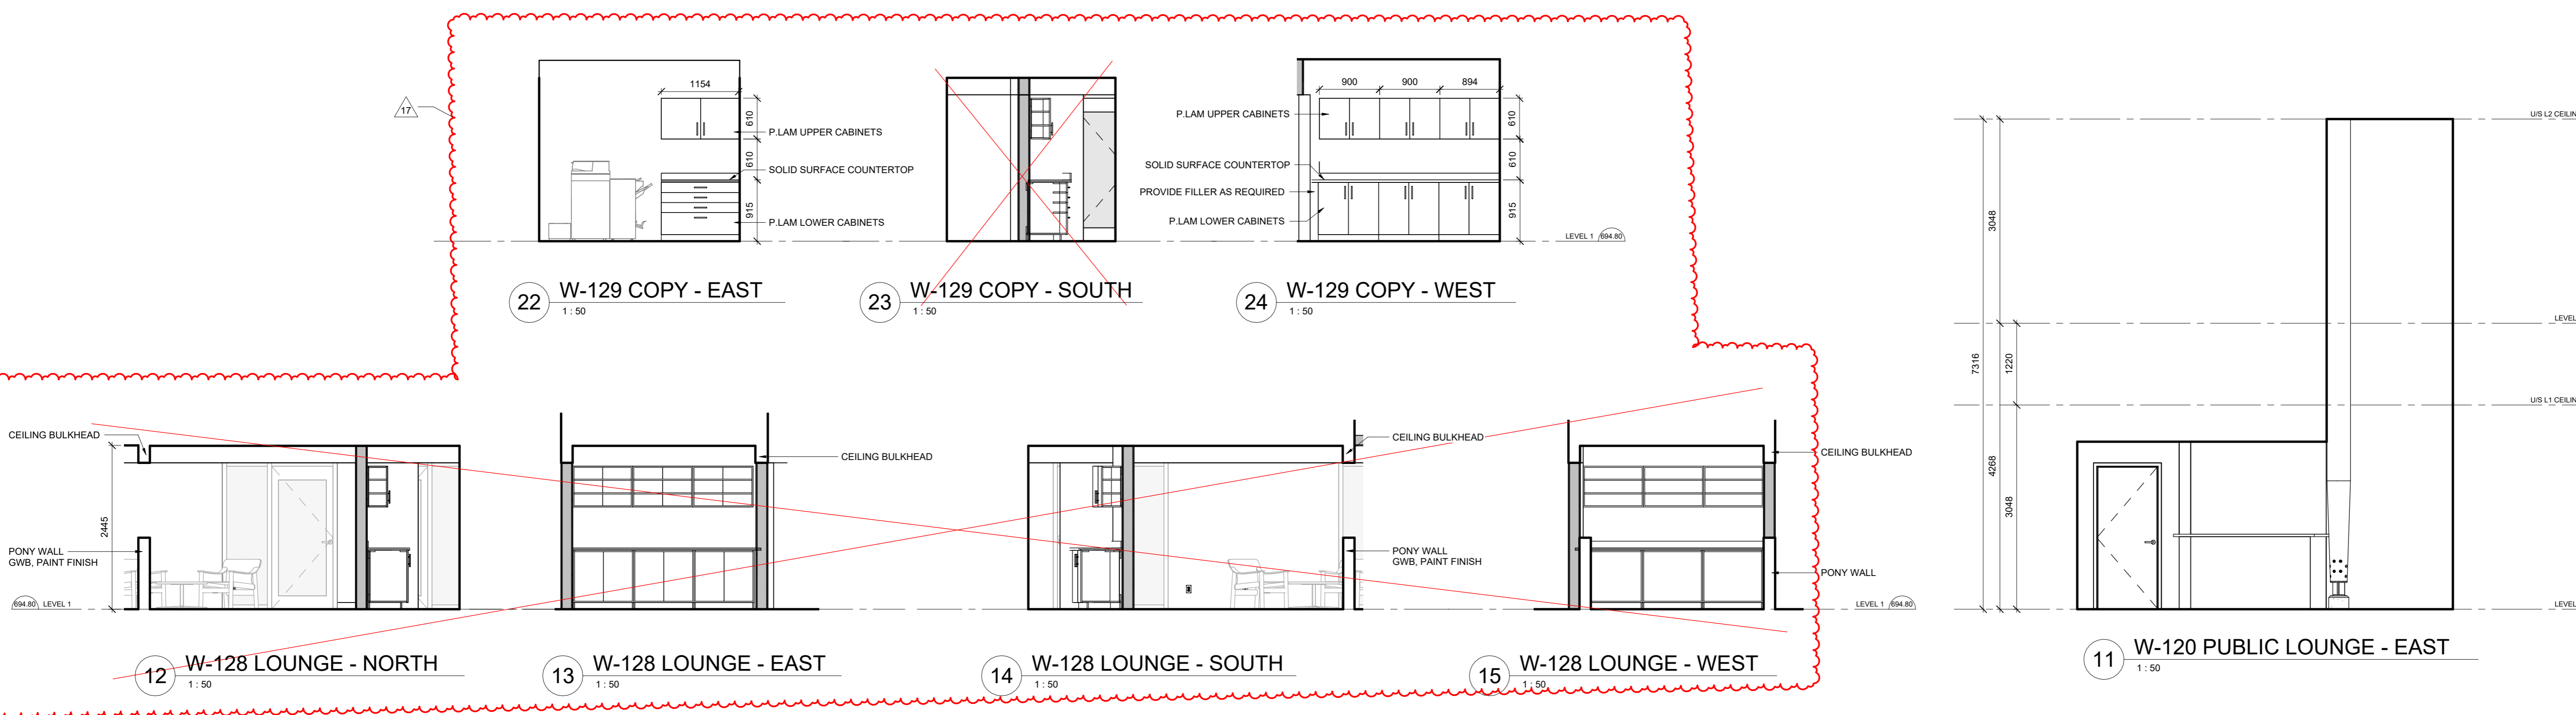 17
1154
610
610
915
P.LAM UPPER CABINETS
SOLID SURFACE COUNTERTOP
P.LAM LOWER CABINETS
22
W-129 COPY - EAST
1 : 50
23
W-129 COPY - SOUTH
1 : 50
P.LAM UPPER CABINETS
SOLID SURFACE COUNTERTOP
PROVIDE FILLER AS REQUIRED
P.LAM LOWER CABINETS
900
900
894
610
610
915
LEVEL 1
694.80
24
W-129 COPY - WEST
1 : 50
CEILING BULKHEAD
2445
PONY WALL
GWB, PAINT FINISH
694.80
LEVEL 1
12
W-128 LOUNGE - NORTH
1 : 50
CEILING BULKHEAD
13
W-128 LOUNGE - EAST
1 : 50
CEILING BULKHEAD
PONY WALL
GWB, PAINT FINISH
14
W-128 LOUNGE - SOUTH
1 : 50
CEILING BULKHEAD
PONY WALL
LEVEL 1
694.80
15
W-128 LOUNGE - WEST
1 : 50
U/S L2 CEILIN
3048
LEVEL
7316
1220
U/S L1 CEILIN
4268
3048
LEVEL
11
W-120 PUBLIC LOUNGE - EAST
1 : 50